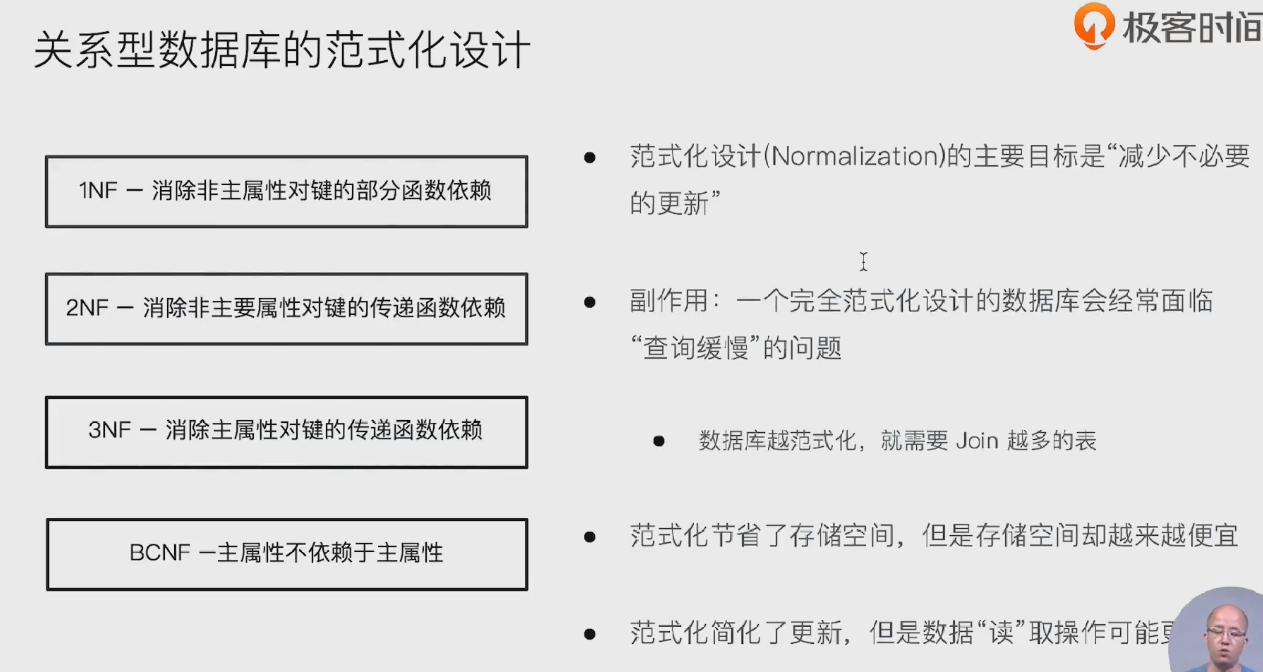 关系型数据库的范式化设计
极客时间
1NF — 消除非主属性对键的部分函数依赖
2NF — 消除非主要属性对键的传递函数依赖
3NF — 消除主属性对键的传递函数依赖
BCNF —主属性不依赖于主属性
● 范式化设计(Normalization)的主要目标是“减少不必要
的更新”
● 副作用：一个完全范式化设计的数据库会经常面临
“查询缓慢”的问题
● 数据库越范式化，就需要 Join 越多的表
● 范式化节省了存储空间，但是存储空间却越来越便宜
● 范式化简化了更新，但是数据“读”取操作可能